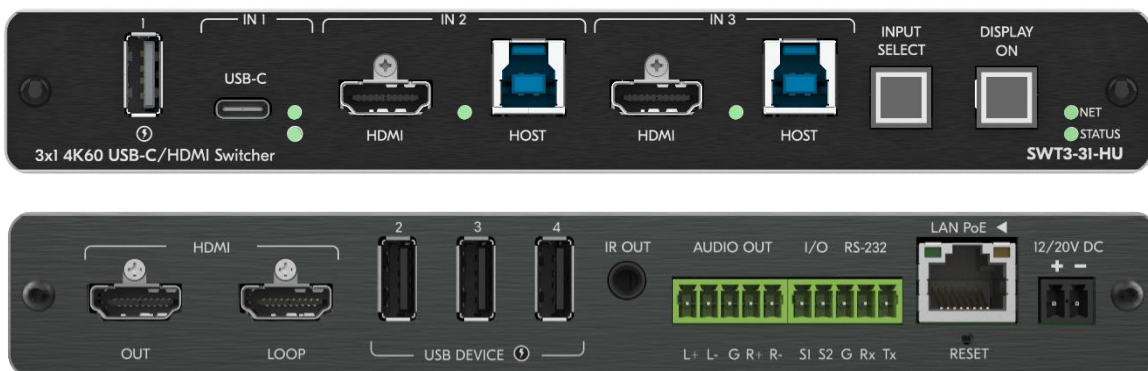 1
IN 1
IN 2
IN 3
INPUT
SELECT
DISPLAY
ON
USB-C
HDMI
HOST
HDMI
HOST
NET
STATUS
3x1 4K60 USB-C/HDMI Switcher
SWT3-31-HU
HDMI
2
3
4
IR OUT
AUDIO OUT
I/O
RS-232
LAN PoE ◄
12/20V DC
+ −
OUT
LOOP
USB DEVICE
L+ L- G R+ R-
S1 S2 G Rx Tx
RESET